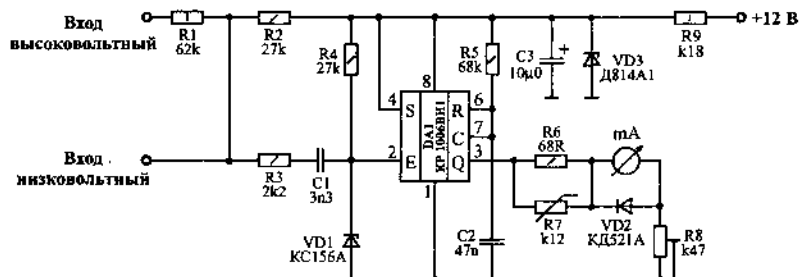 Вход
высоковольтный
R1
62k
R2
27k
R4
27k
R5
68k
C3
10µ0
+
VD3
Д814А1
R9
k18
+12 В
8
4
S
DA1
КР 1006ВИ1
R
6
C
7
2
E
Q
3
1
Вход
низковольтный
R3
2k2
C1
3n3
VD1
КС156А
C2
47n
R6
68R
R7
k12
mA
VD2
КД521А
R8
k47